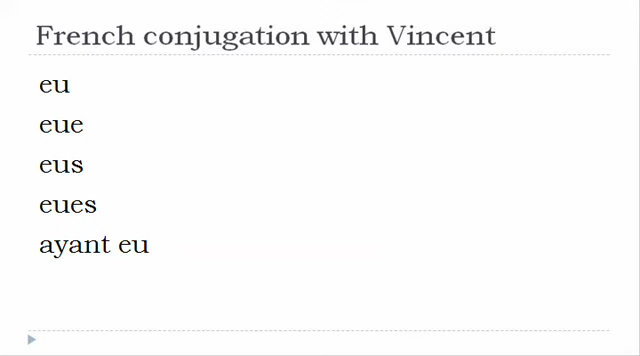 French conjugation with Vincent
eu
eue
eus
eues
ayant eu